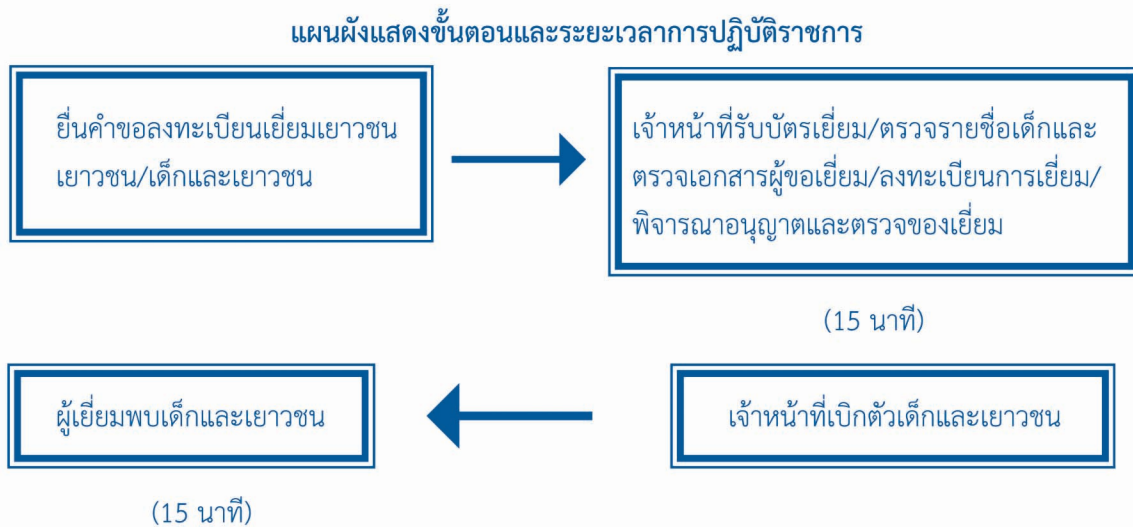 แผนผังแสดงขั้นตอนและระยะเวลาการปฏิบัติราชการ
ยื่นคำขอลงทะเบียนเยี่ยมเยาวชน
เยาวชน/เด็กและเยาวชน
เจ้าหน้าที่รับบัตรเยี่ยม/ตรวจรายชื่อเด็กและ
ตรวจเอกสารผู้ขอเยี่ยม/ลงทะเบียนการเยี่ยม/
พิจารณาอนุญาตและตรวจของเยี่ยม
(15 นาที)
เจ้าหน้าที่เบิกตัวเด็กและเยาวชน
ผู้เยี่ยมพบเด็กและเยาวชน
(15 นาที)